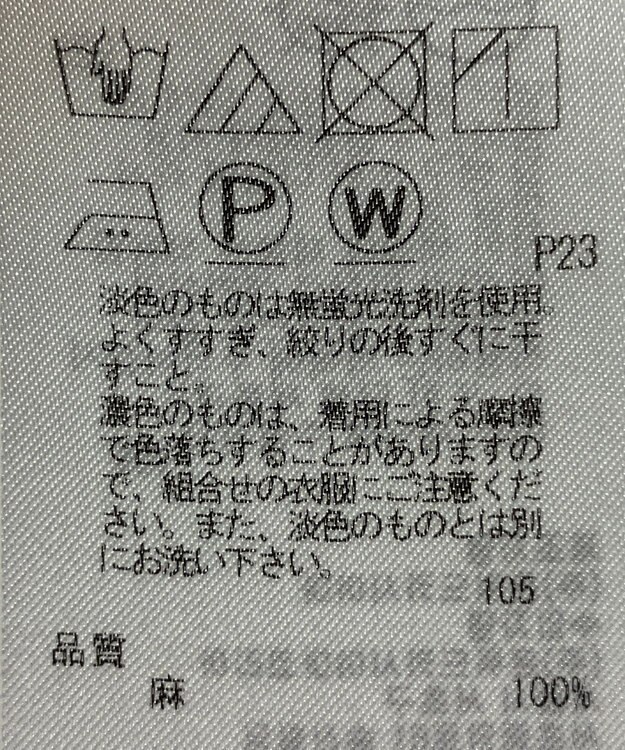 P W
P23
淡色のものは無蛍光洗剤を使用。
よくすすぎ、絞りの後すぐに干
すこと。
濃色のものは、着用による摩擦
で色落ちすることがありますの
で、組合せの衣服にご注意くだ
さい。また、淡色のものとは別
にお洗い下さい。
105
品質
麻 100%